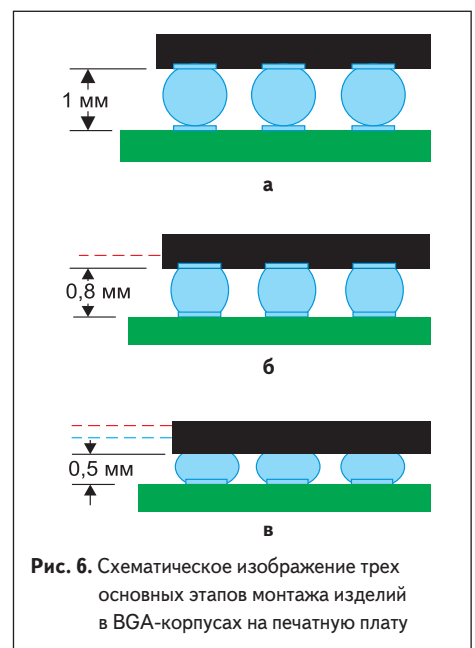 1 мм
а
0,8 мм
б
0,5 мм
в
Рис. 6. Схематическое изображение трех
основных этапов монтажа изделий
в BGA-корпусах на печатную плату